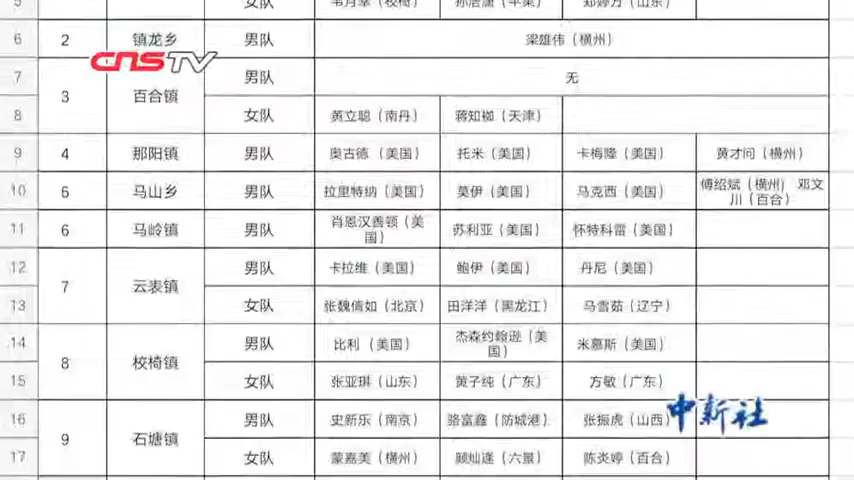 5 女队
6 2 镇龙乡 男队 梁雄伟（横州）
CNSTV
7 3 百合镇 男队 无
8 女队 黄立聪（南丹） 蒋知袽（天津）
9 4 那阳镇 男队 奥古德（美国） 托米（美国） 卡梅隆（美国） 黄才问（横州）
10 5 马山乡 男队 拉里特纳（美国） 莫伊（美国） 马克西（美国） 傅绍斌（横州） 邓文
川（百合）
11 6 马岭镇 男队 肖恩汉善顿（美
国） 苏利亚（美国） 怀特科雷（美国）
12 7 云表镇 男队 卡拉维（美国） 鲍伊（美国） 丹尼（美国）
13 女队 张魏倩如（北京） 田洋洋（黑龙江） 马雪茹（辽宁）
14 8 校椅镇 男队 比利（美国） 杰森约翰逊（美
国） 米慕斯（美国）
15 女队 张亚琪（山东） 黄子纯（广东） 方敏（广东）
16 9 石塘镇 男队 史新乐（南京） 骆富鑫（防城港） 张振虎（山西）
中新社
17 女队 蒙嘉美（横州） 顾灿逢（六景） 陈炎婷（百合）